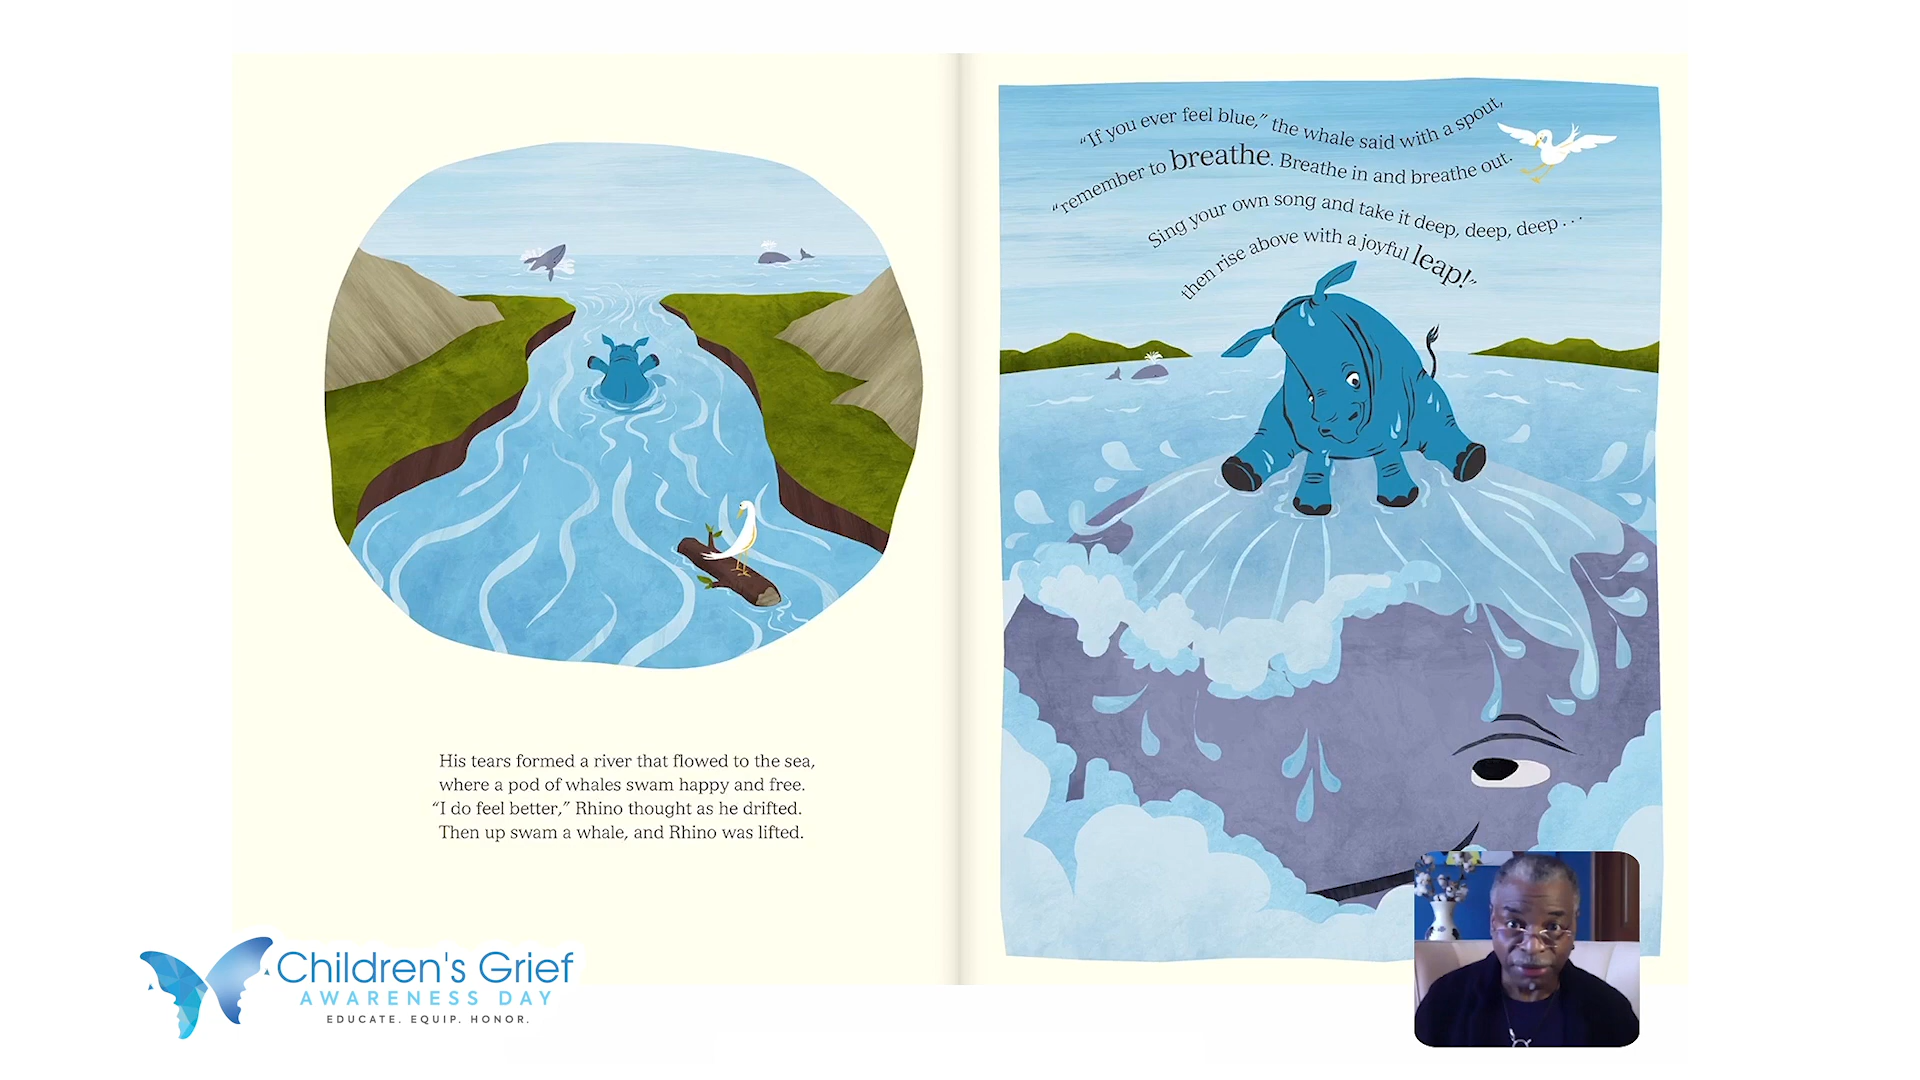 His tears formed a river that flowed to the sea,
where a pod of whales swam happy and free.
“I do feel better,” Rhino thought as he drifted.
Then up swam a whale, and Rhino was lifted.
“If you ever feel blue,” the whale said with a spout,
“remember to breathe. Breathe in and breathe out.
Sing your own song and take it deep, deep, deep . . .
then rise above with a joyful leap!”
Children's Grief
AWARENESS DAY
EDUCATE. EQUIP. HONOR.